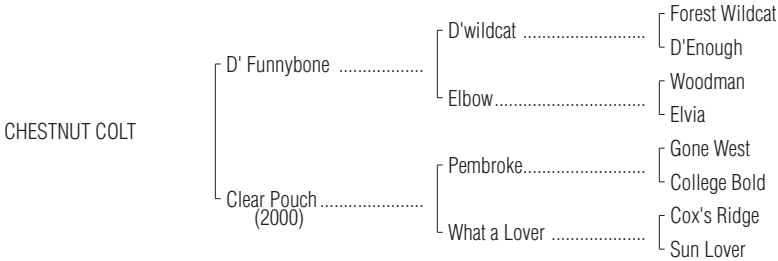 Forest Wildcat
D'wildcat ..........................
D'Enough
D' Funnybone ..................
Woodman
Elbow................................
Elvia
CHESTNUT COLT
Gone West
Pembroke..........................
College Bold
Clear Pouch......................
(2000)
Cox's Ridge
What a Lover ....................
Sun Lover